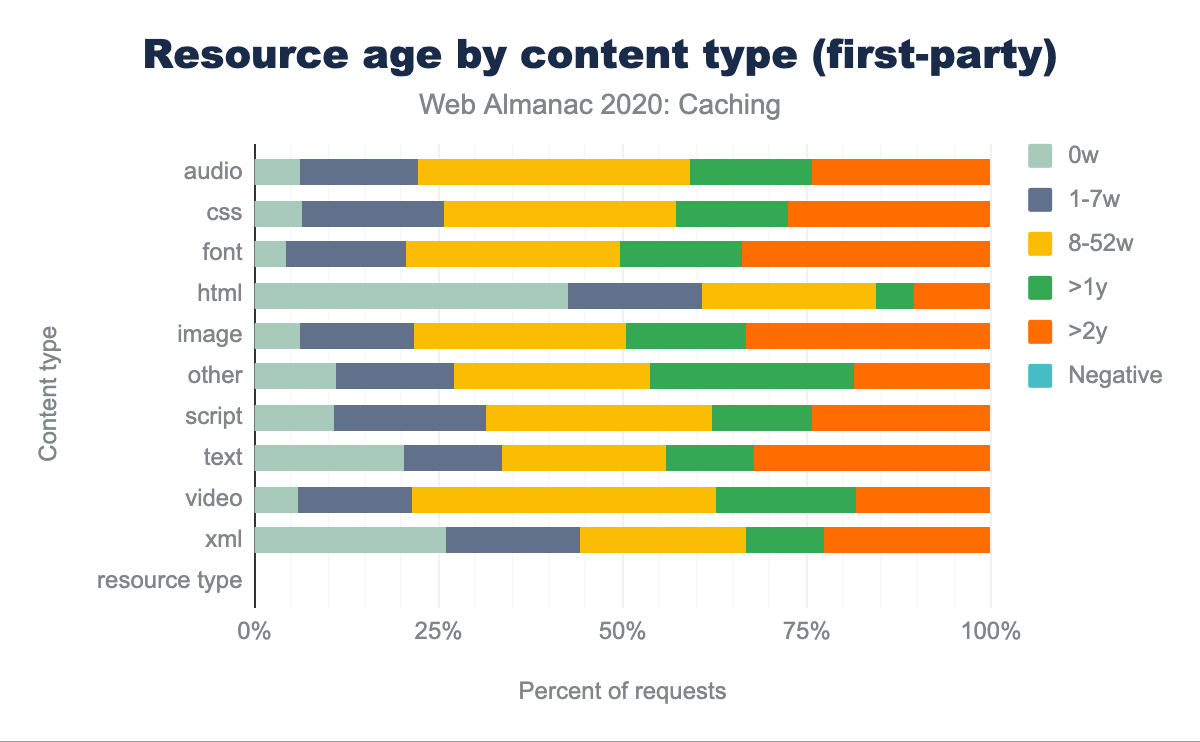 Resource age by content type (first-party)
Web Almanac 2020: Caching
Content type
audio
css
font
html
image
other
script
text
video
xml
resource type
0% 25% 50% 75% 100%
Percent of requests
0w
1-7w
8-52w
>1y
>2y
Negative